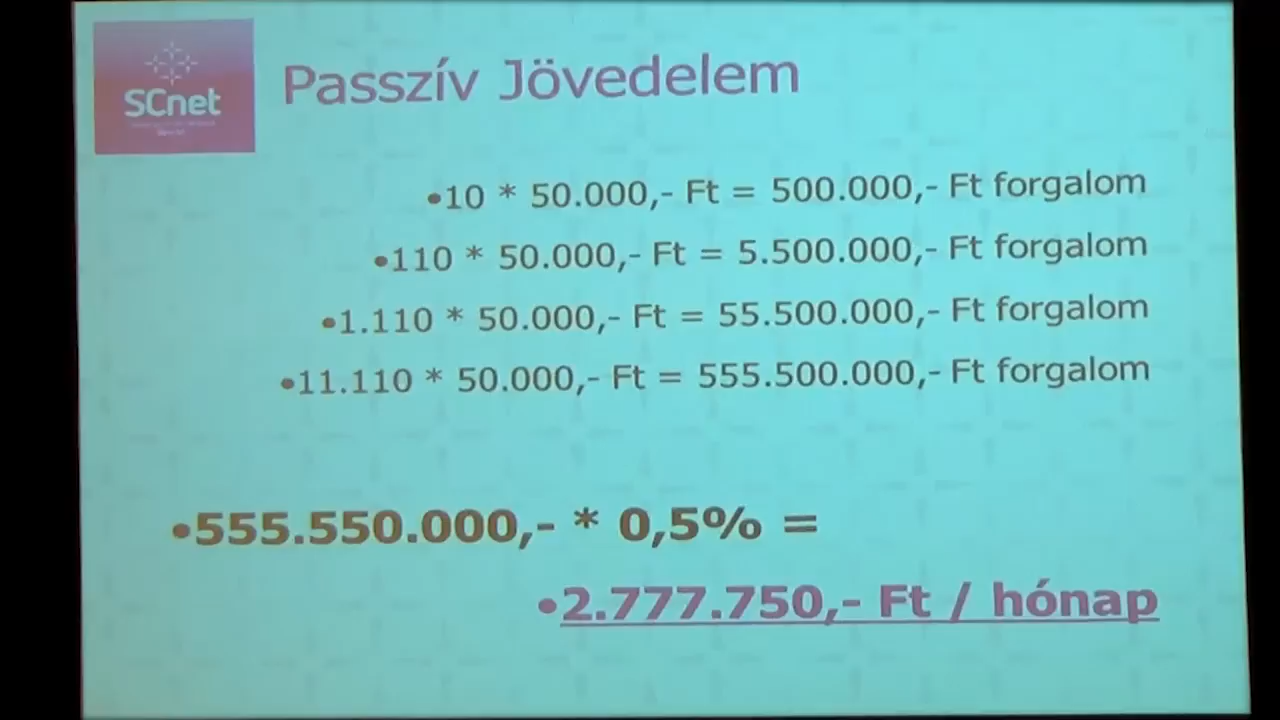 SCnet
Passzív Jövedelem
•10 * 50.000,- Ft = 500.000,- Ft forgalom
•110 * 50.000,- Ft = 5.500.000,- Ft forgalom
•1.110 * 50.000,- Ft = 55.500.000,- Ft forgalom
•11.110 * 50.000,- Ft = 555.500.000,- Ft forgalom
•555.550.000,- * 0,5% =
•2.777.750,- Ft / hónap